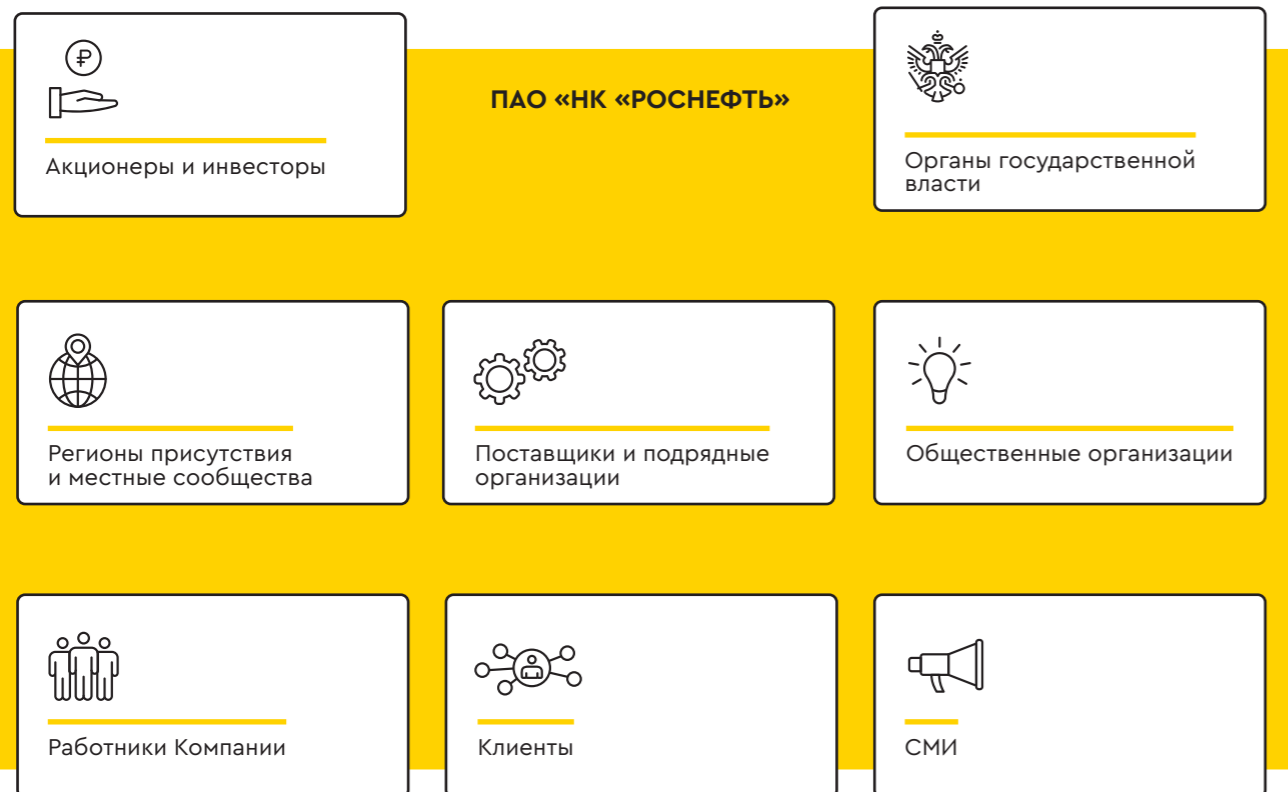 ПАО «НК «РОСНЕФТЬ»
Акционеры и инвесторы
Органы государственной
власти
Регионы присутствия
и местные сообщества
Поставщики и подрядные
организации
Общественные организации
Работники Компании
Клиенты
СМИ